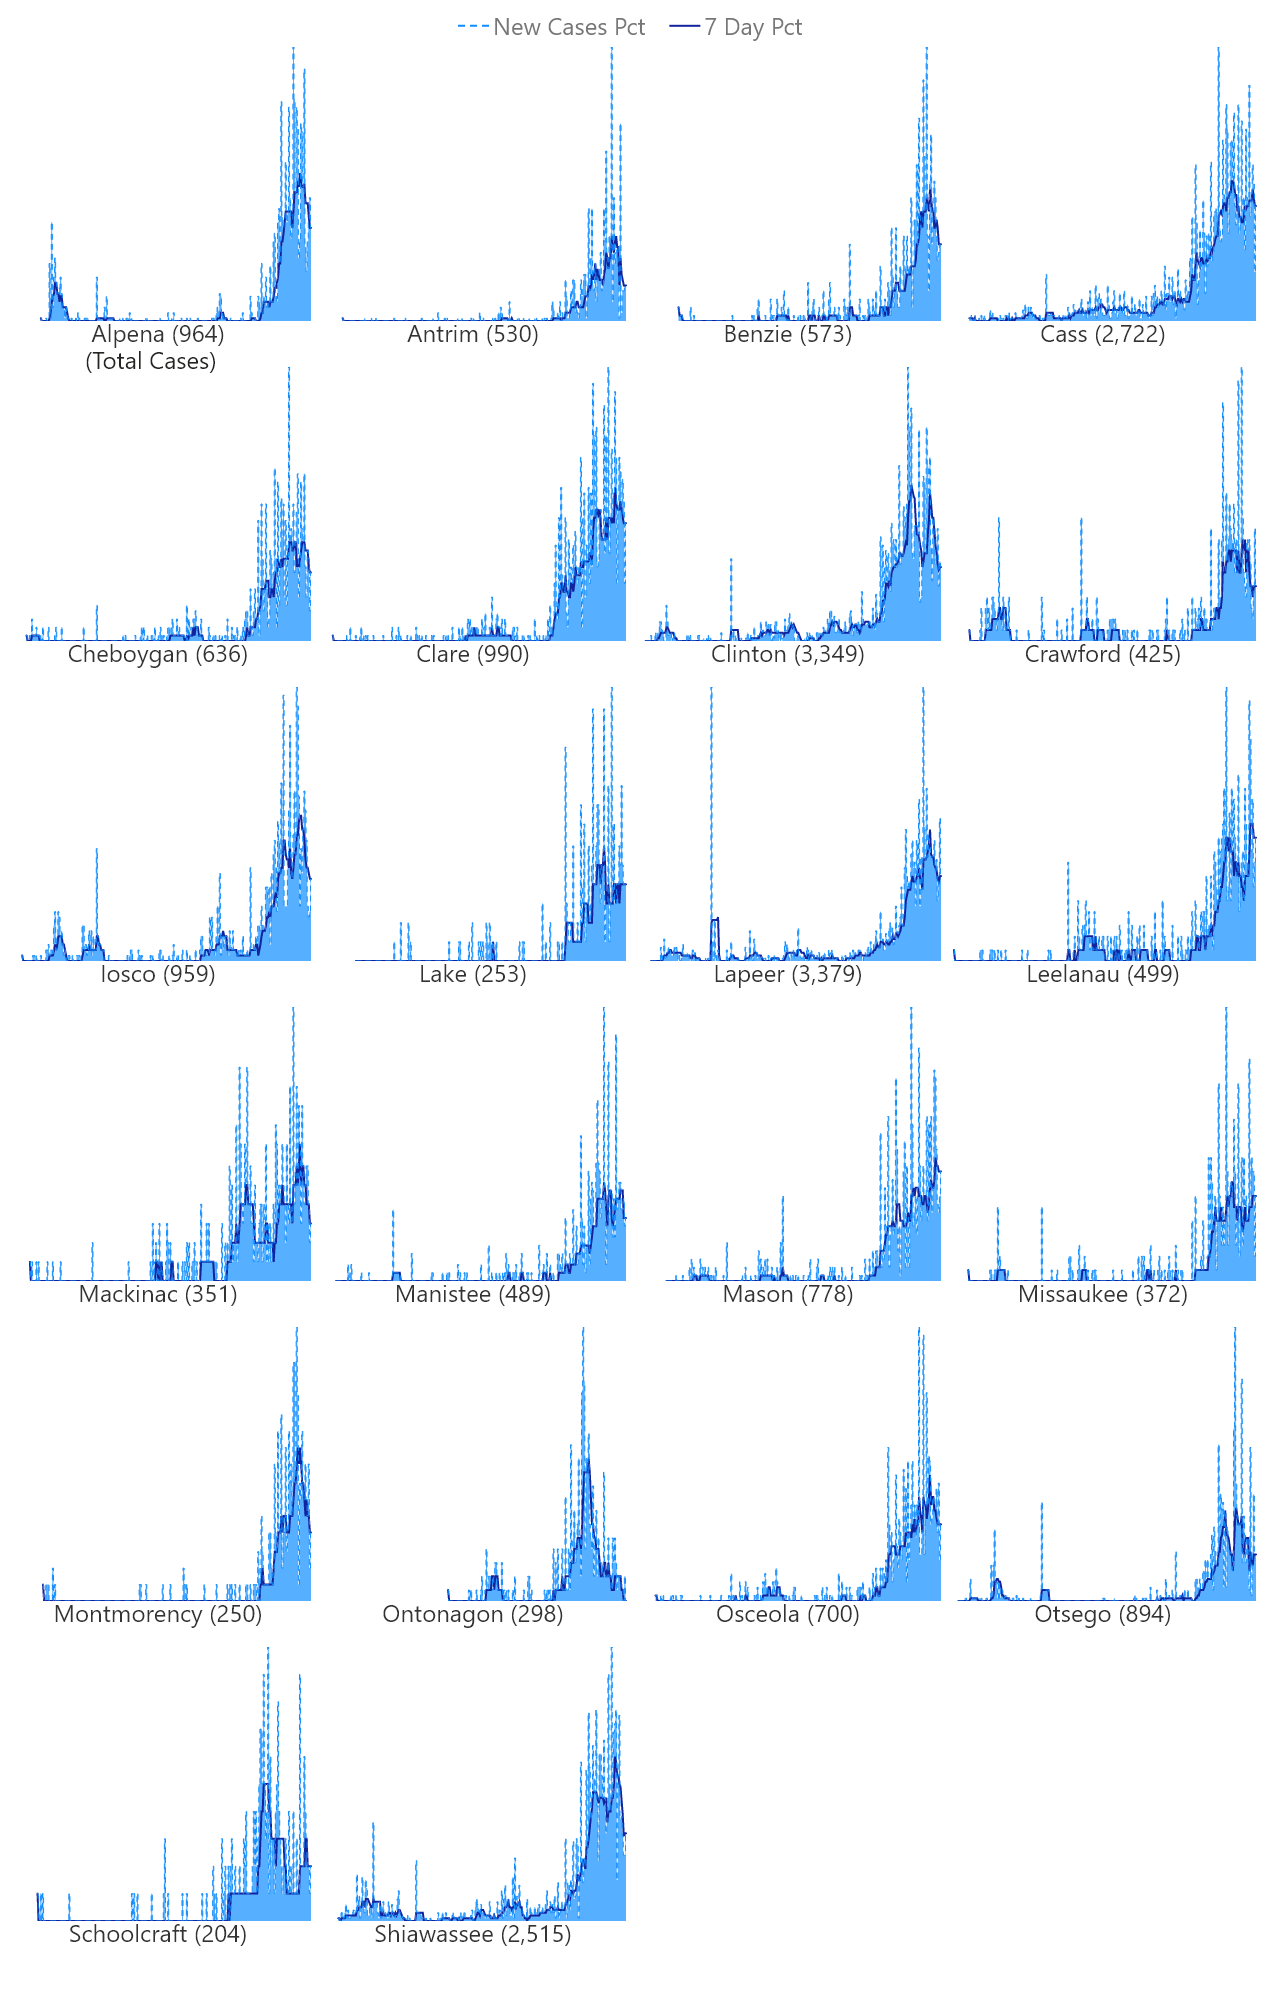 New Cases Pct 7 Day Pct
Alpena (964) Antrim (530) Benzie (573) Cass (2,722)
(Total Cases)
Cheboygan (636) Clare (990) Clinton (3,349) Crawford (425)
Iosco (959) Lake (253) Lapeer (3,379) Leelanau (499)
Mackinac (351) Manistee (489) Mason (778) Missaukee (372)
Montmorency (250) Ontonagon (298) Osceola (700) Otsego (894)
Schoolcraft (204) Shiawassee (2,515)